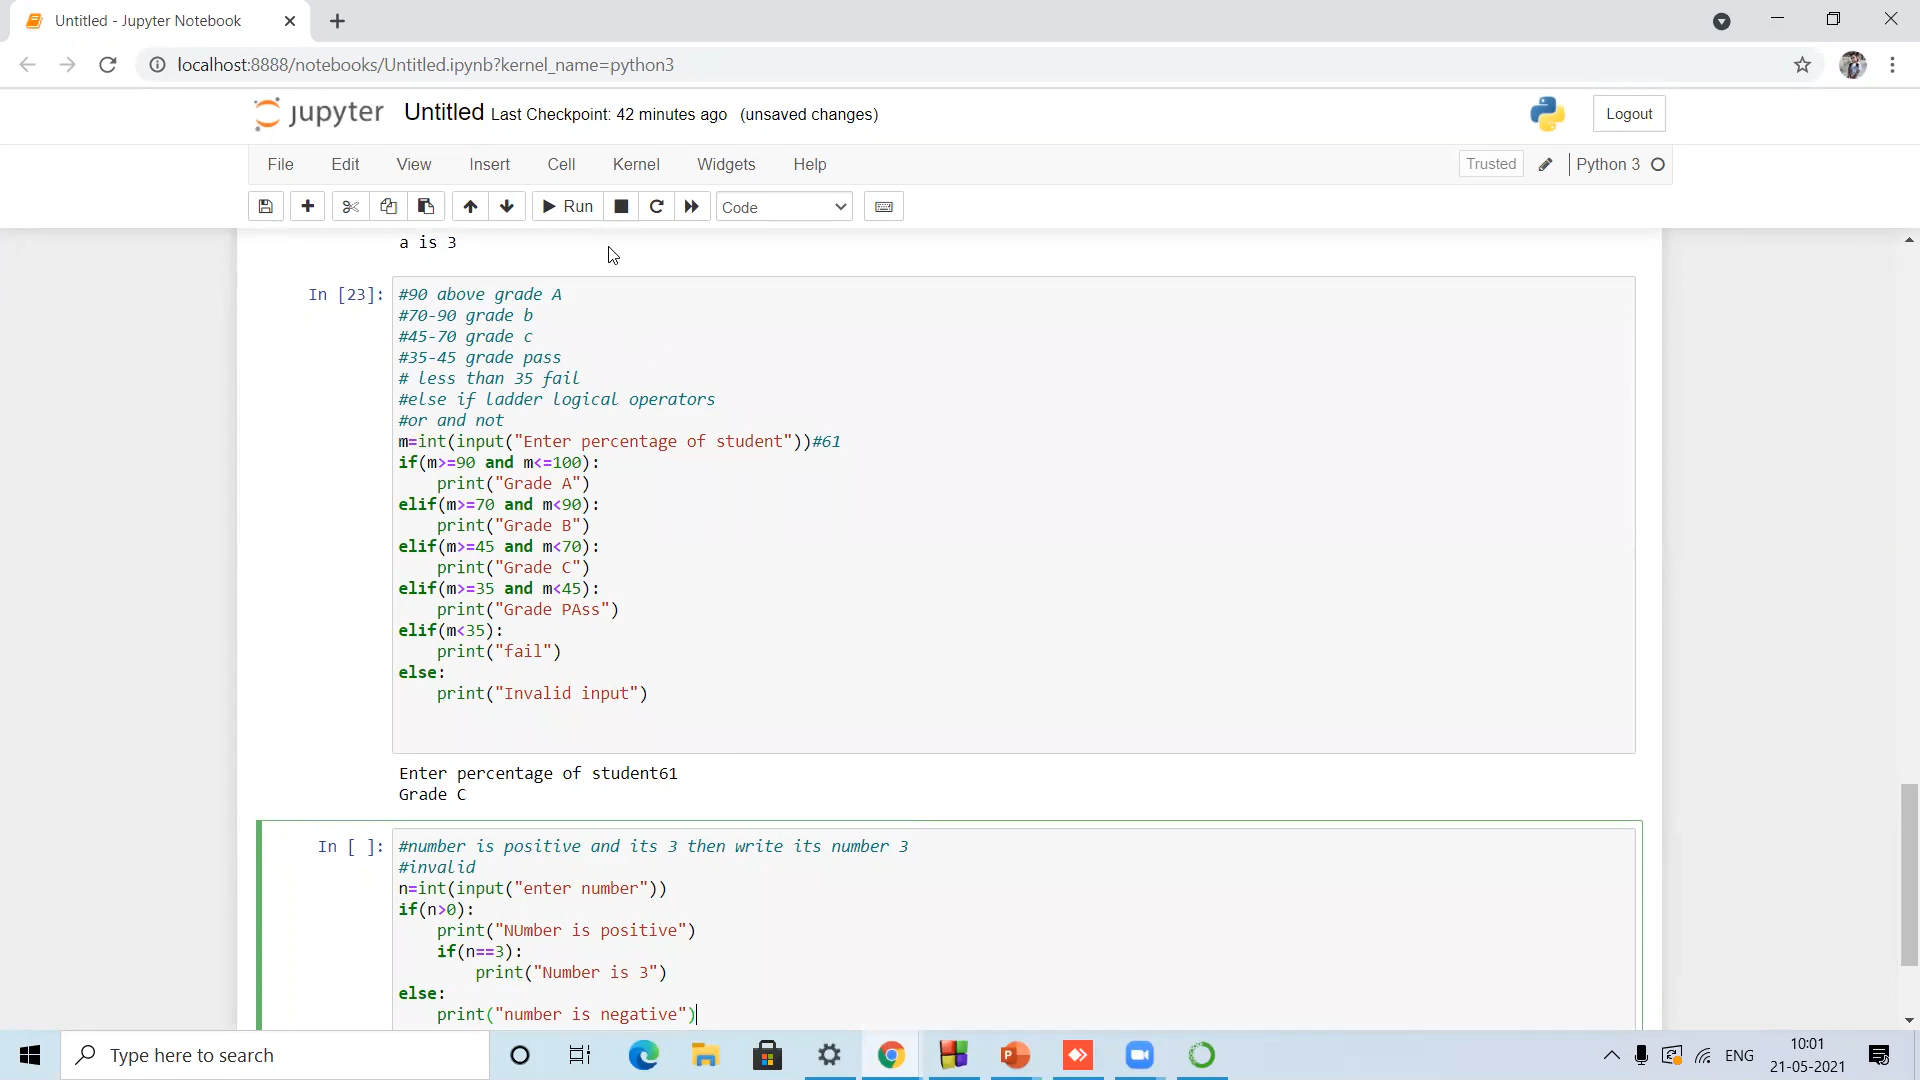 Untitled - Jupyter Notebook
localhost:8888/notebooks/Untitled.ipynb?kernel_name=python3
jupyter Untitled Last Checkpoint: 42 minutes ago (unsaved changes)
Logout
File Edit View Insert Cell Kernel Widgets Help
Trusted Python 3
Run Code
a is 3
In [23]: #90 above grade A
#70-90 grade b
#45-70 grade c
#35-45 grade pass
# less than 35 fail
#else if ladder logical operators
#or and not
m=int(input("Enter percentage of student"))#61
if(m>=90 and m<=100):
    print("Grade A")
elif(m>=70 and m<90):
    print("Grade B")
elif(m>=45 and m<70):
    print("Grade C")
elif(m>=35 and m<45):
    print("Grade PAss")
elif(m<35):
    print("fail")
else:
    print("Invalid input")
Enter percentage of student61
Grade C
In [ ]: #number is positive and its 3 then write its number 3
#invalid
n=int(input("enter number"))
if(n>0):
    print("NUmber is positive")
    if(n==3):
        print("Number is 3")
else:
    print("number is negative")
Type here to search
ENG
10:01
21-05-2021